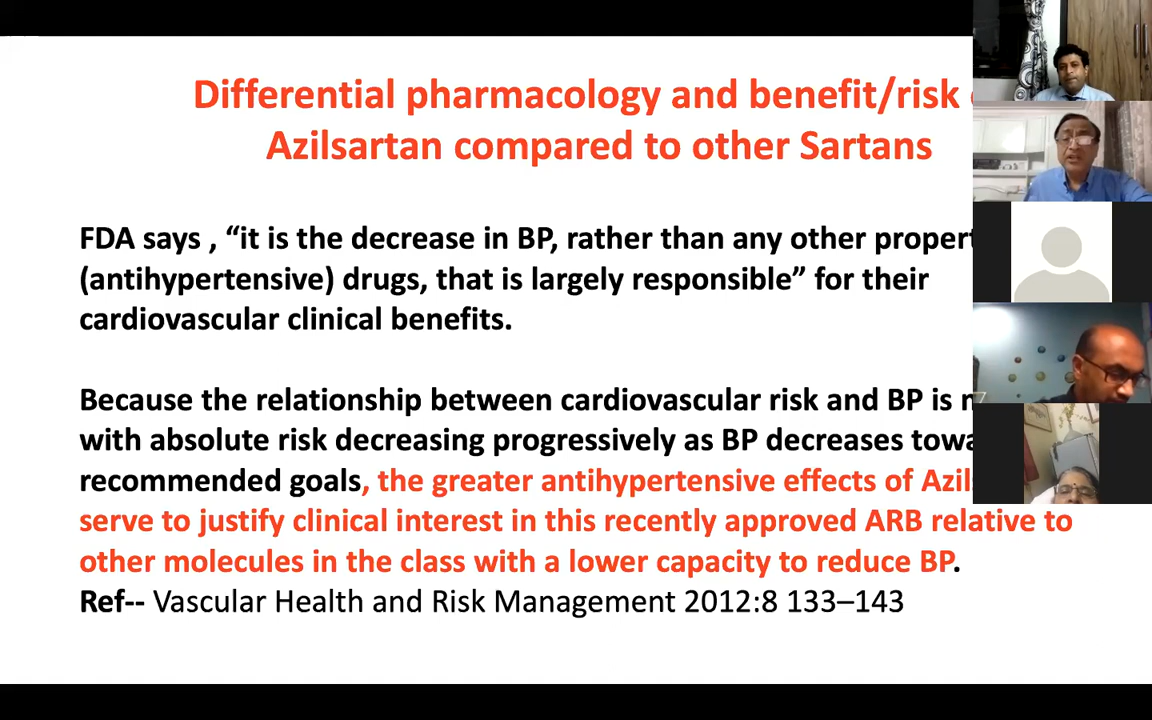 Differential pharmacology and benefit/risk
Azilsartan compared to other Sartans
FDA says , “it is the decrease in BP, rather than any other propert
(antihypertensive) drugs, that is largely responsible” for their
cardiovascular clinical benefits.
Because the relationship between cardiovascular risk and BP is
with absolute risk decreasing progressively as BP decreases towa
recommended goals, the greater antihypertensive effects of Azils
serve to justify clinical interest in this recently approved ARB relative to
other molecules in the class with a lower capacity to reduce BP.
Ref-- Vascular Health and Risk Management 2012:8 133–143